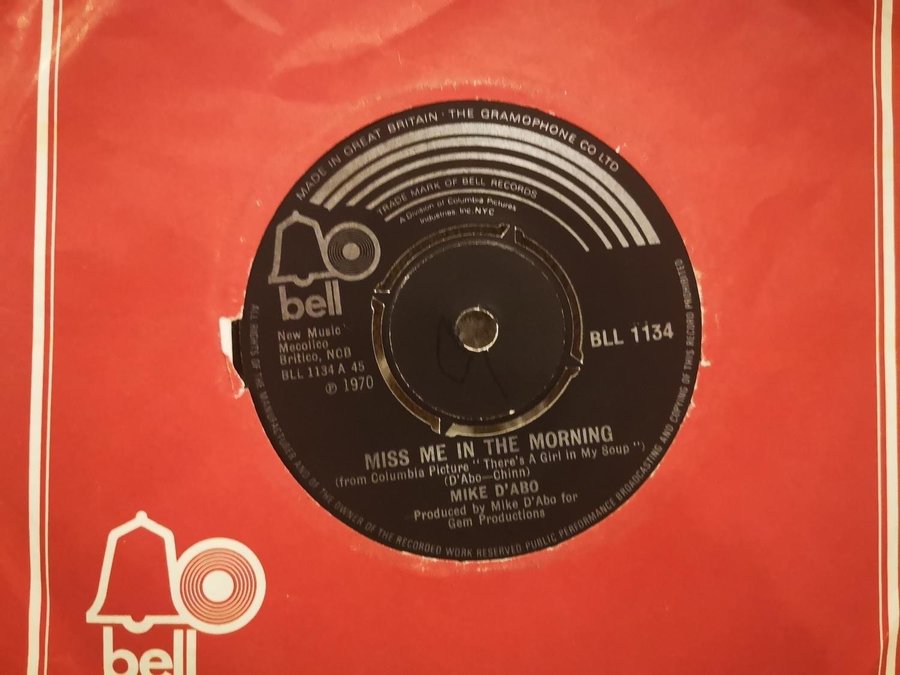 MADE IN GREAT BRITAIN · THE GRAMOPHONE CO LTD
TRADE MARK OF BELL RECORDS
A Division of Columbia Pictures
Industries, Inc. NYC
bell
New Music
Mecolico
Britico, NCB
BLL 1134 A 45
℗ 1970
BLL 1134
MISS ME IN THE MORNING
(from Columbia Picture "There's A Girl in My Soup")
(D'Abo—Chinn)
MIKE D'ABO
Produced by Mike D'Abo for
Gem Productions
ALL RIGHTS OF THE MANUFACTURER AND OF THE OWNER OF THE RECORDED WORK RESERVED PUBLIC PERFORMANCE BROADCASTING AND COPYING OF THIS RECORD PROHIBITED
bell